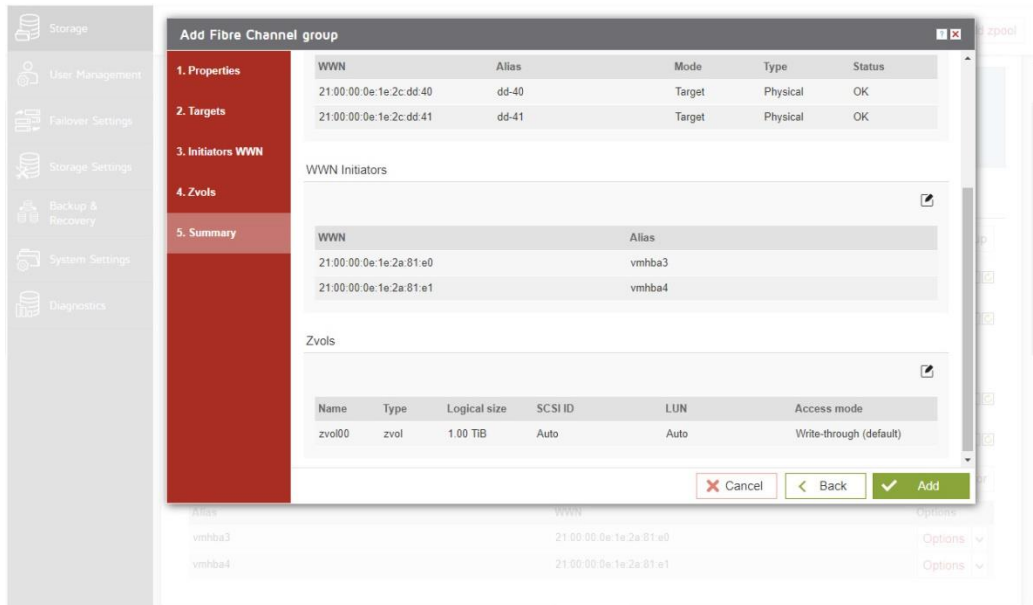 Storage
User Management
Failover Settings
Storage Settings
Backup &
Recovery
System Settings
Diagnostics
zpool
Add Fibre Channel group
1. Properties
2. Targets
3. Initiators WWN
4. Zvols
5. Summary
WWN Alias Mode Type Status
21:00:00:0e:1e:2c:dd:40 dd-40 Target Physical OK
21:00:00:0e:1e:2c:dd:41 dd-41 Target Physical OK
WWN Initiators
WWN Alias
21:00:00:0e:1e:2a:81:e0 vmhba3
21:00:00:0e:1e:2a:81:e1 vmhba4
Zvols
Name Type Logical size SCSI ID LUN Access mode
zvol00 zvol 1.00 TiB Auto Auto Write-through (default)
Cancel Back Add
Alias WWN Options
vmhba3 21:00:00:0e:1e:2a:81:e0 Options
vmhba4 21:00:00:0e:1e:2a:81:e1 Options